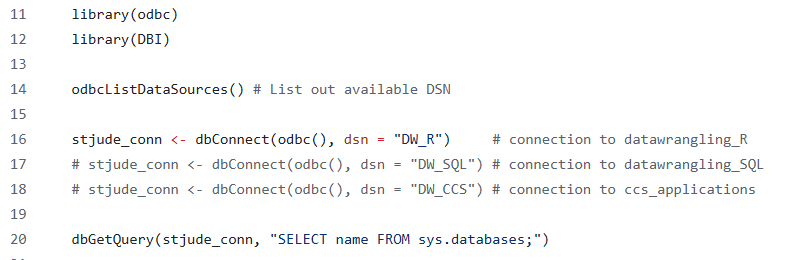 11 library(odbc)
12 library(DBI)
13
14 odbcListDataSources() # List out available DSN
15
16 stjude_conn <- dbConnect(odbc(), dsn = "DW_R")     # connection to datawrangling_R
17 # stjude_conn <- dbConnect(odbc(), dsn = "DW_SQL") # connection to datawrangling_SQL
18 # stjude_conn <- dbConnect(odbc(), dsn = "DW_CCS") # connection to ccs_applications
19
20 dbGetQuery(stjude_conn, "SELECT name FROM sys.databases;")